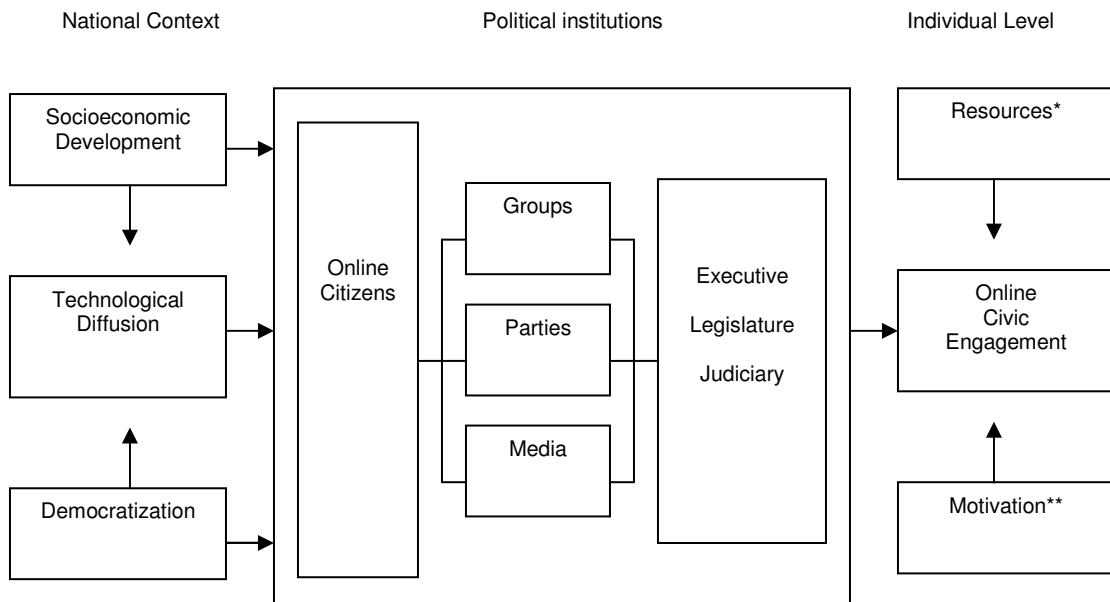 National Context
Political institutions
Individual Level
Socioeconomic
Development
Technological
Diffusion
Democratization
Online
Citizens
Groups
Parties
Media
Executive
Legislature
Judiciary
Resources*
Online
Civic
Engagement
Motivation**